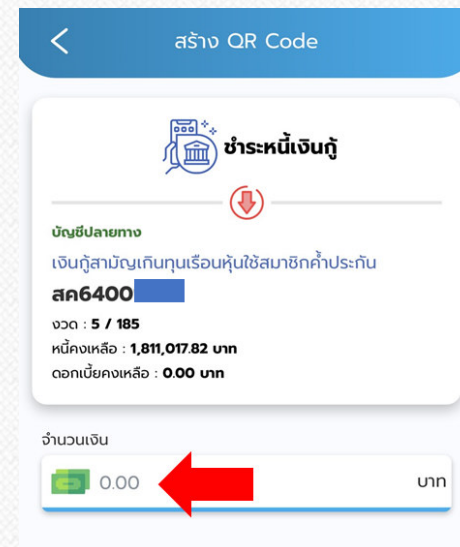 สร้าง QR Code
ชำระหนี้เงินกู้
บัญชีปลายทาง
เงินกู้สามัญเกินทุนเรือนหุ้นใช้สมาชิกค้ำประกัน
สค6400
งวด : 5 / 185
หนี้คงเหลือ : 1,811,017.82 บาท
ดอกเบี้ยคงเหลือ : 0.00 บาท
จำนวนเงิน
0.00 บาท